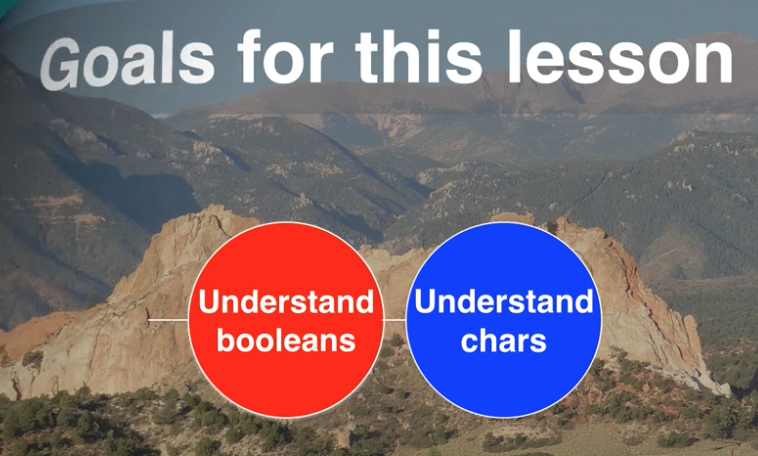 Goals for this lesson
Understand
booleans
Understand
chars